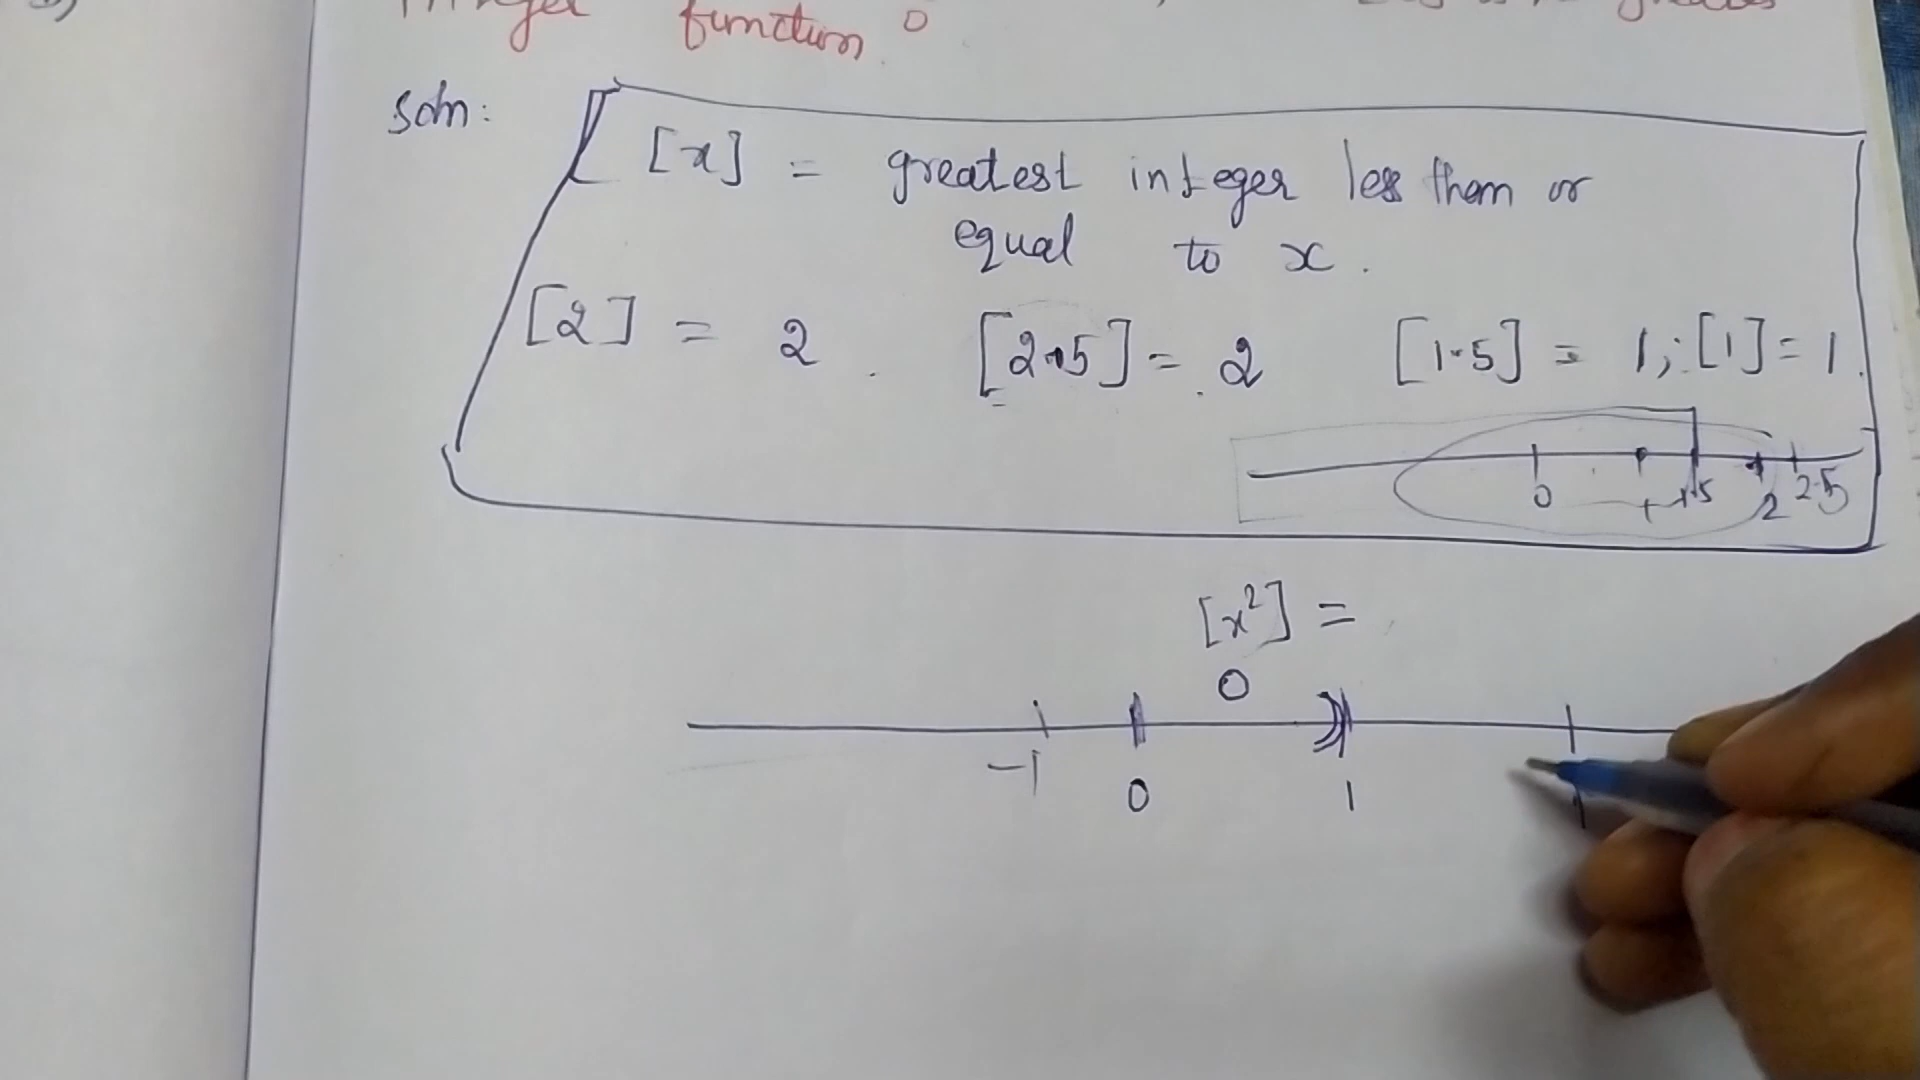 function
Soln:
[x] = greatest integer less than or
equal to x.
[2] = 2. [2.5] = 2 [1.5] = 1; [1] = 1.
0 1 1.5 2 2.5
[x²] =
0
-1 0 1